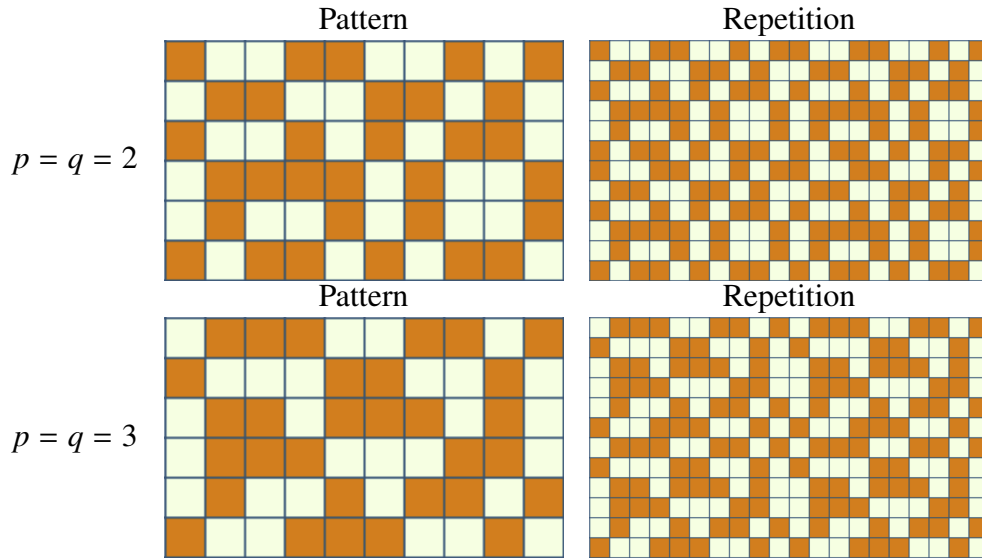 Pattern Repetition
p = q = 2
Pattern Repetition
p = q = 3